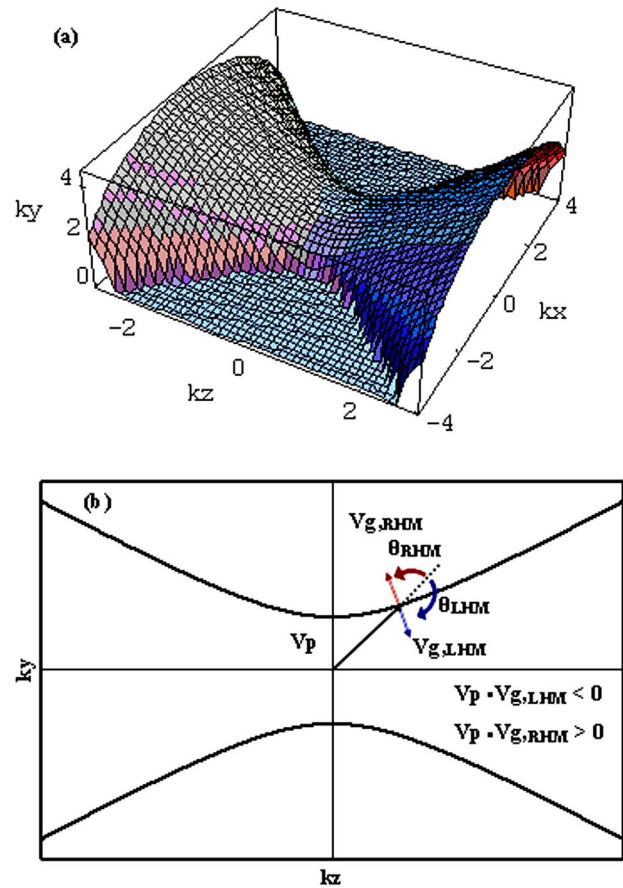 (a)
4
ky
2
0
-2
0
kz
2
-4
-2
0
kx
2
4
(b)
Vg,RHM
θRHM
θLHM
Vp
Vg,LHM
ky
Vp . Vg,LHM < 0
Vp . Vg,RHM > 0
kz